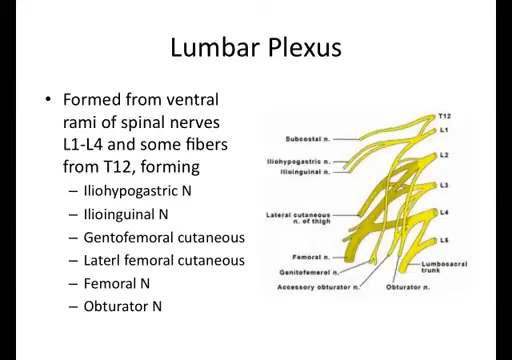 Lumbar Plexus
• Formed from ventral
rami of spinal nerves
L1-L4 and some fibers
from T12, forming
– Iliohypogastric N
– Ilioinguinal N
– Gentofemoral cutaneous
– Laterl femoral cutaneous
– Femoral N
– Obturator N
T12
L1
Subcostal n.
L2
Iliohypogastric n.
Ilioinguinal n.
L3
Lateral cutaneous
n. of thigh
L4
L5
Femoral n.
Lumbosacral
trunk
Genitofemerel n.
Accessory obturator n.
Obturator n.